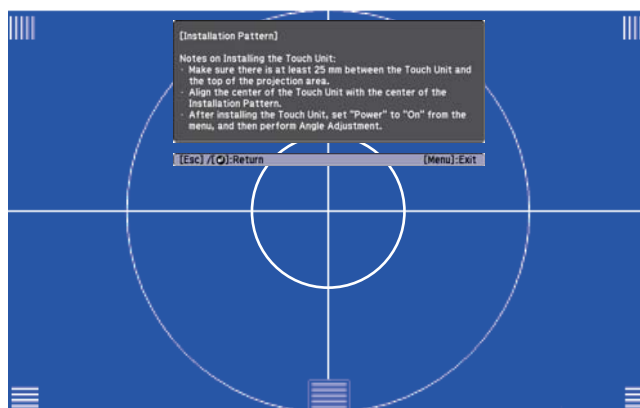 [Installation Pattern]
Notes on Installing the Touch Unit:
· Make sure there is at least 25 mm between the Touch Unit and
the top of the projection area.
· Align the center of the Touch Unit with the center of the
Installation Pattern.
· After installing the Touch Unit, set "Power" to "On" from the
menu, and then perform Angle Adjustment.
[Esc] /[⮌]:Return [Menu]:Exit